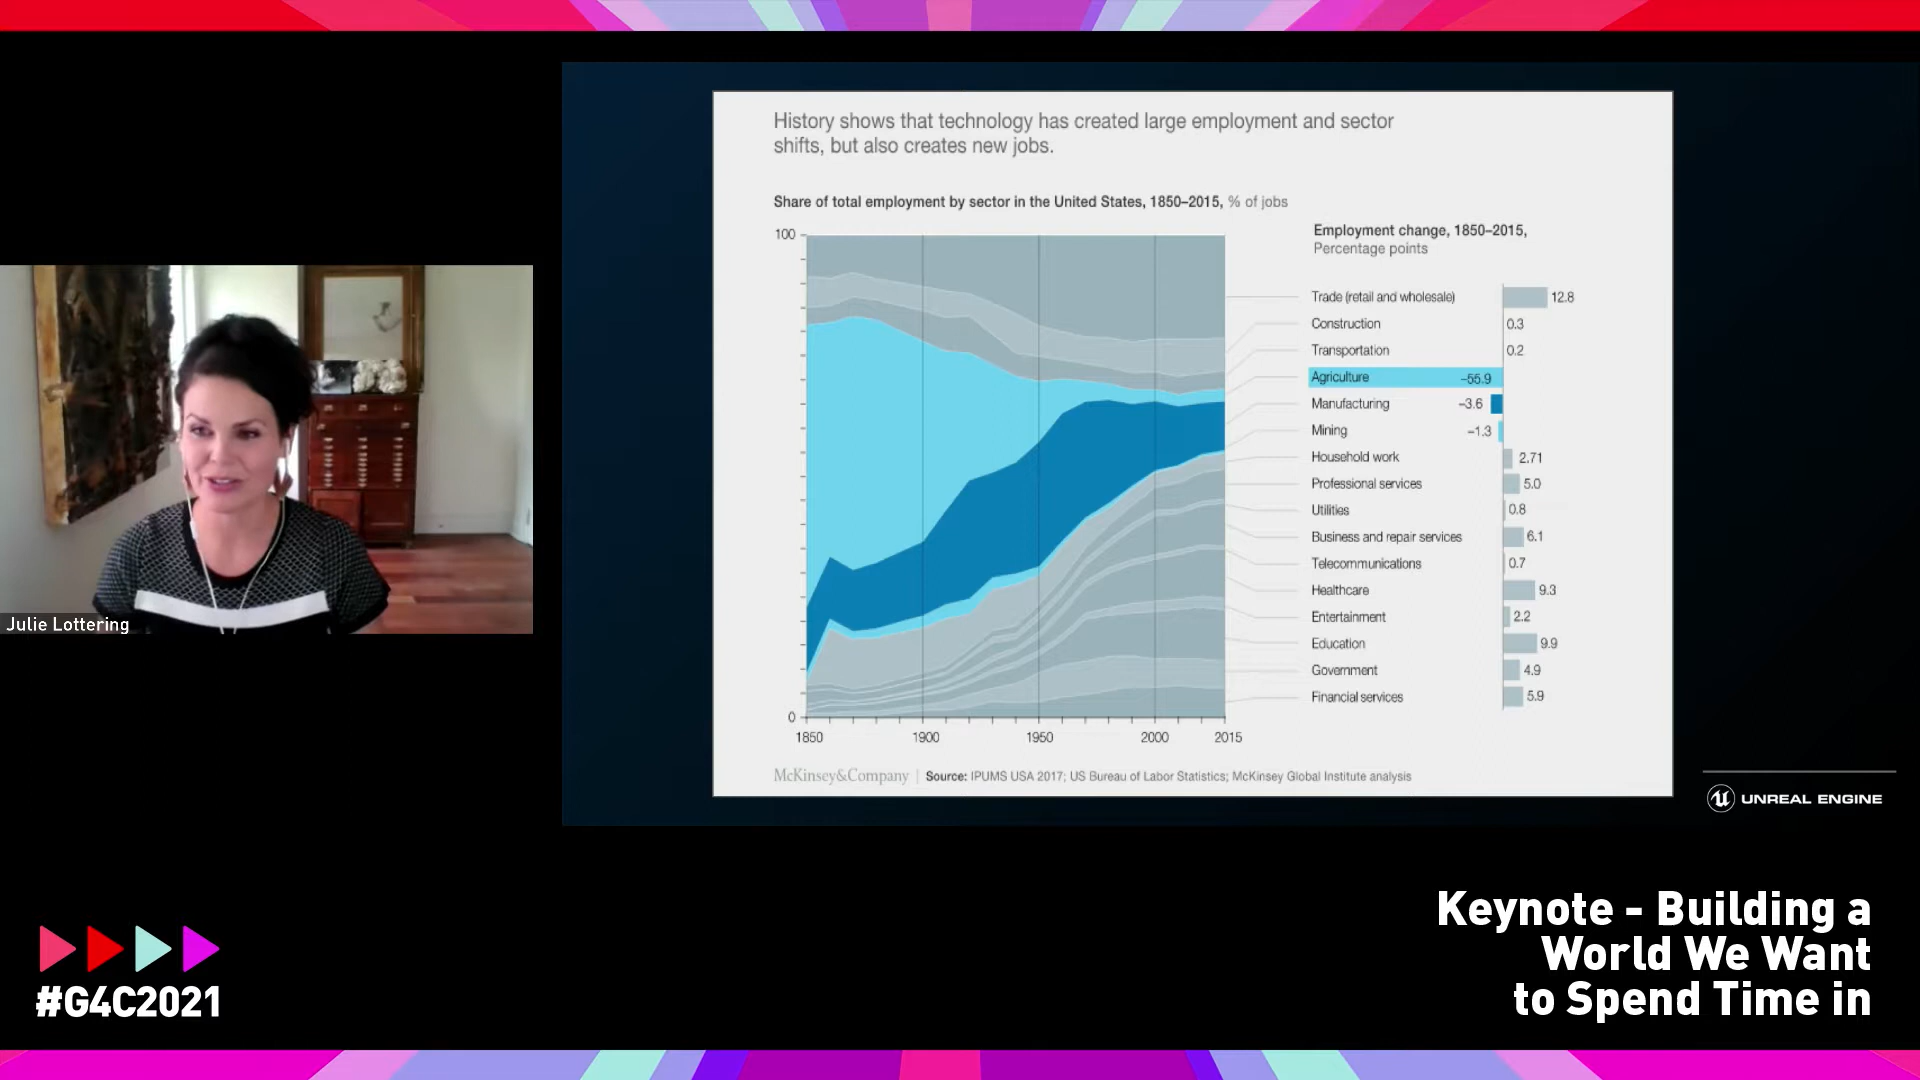 History shows that technology has created large employment and sector
shifts, but also creates new jobs.
Share of total employment by sector in the United States, 1850–2015, % of jobs
Employment change, 1850–2015,
Percentage points
100
0
1850 1900 1950 2000 2015
Trade (retail and wholesale) 12.8
Construction 0.3
Transportation 0.2
Agriculture –55.9
Manufacturing –3.6
Mining –1.3
Household work 2.71
Professional services 5.0
Utilities 0.8
Business and repair services 6.1
Telecommunications 0.7
Healthcare 9.3
Entertainment 2.2
Education 9.9
Government 4.9
Financial services 5.9
McKinsey&Company | Source: IPUMS USA 2017; US Bureau of Labor Statistics; McKinsey Global Institute analysis
Julie Lottering
UNREAL ENGINE
Keynote - Building a
World We Want
to Spend Time in
#G4C2021